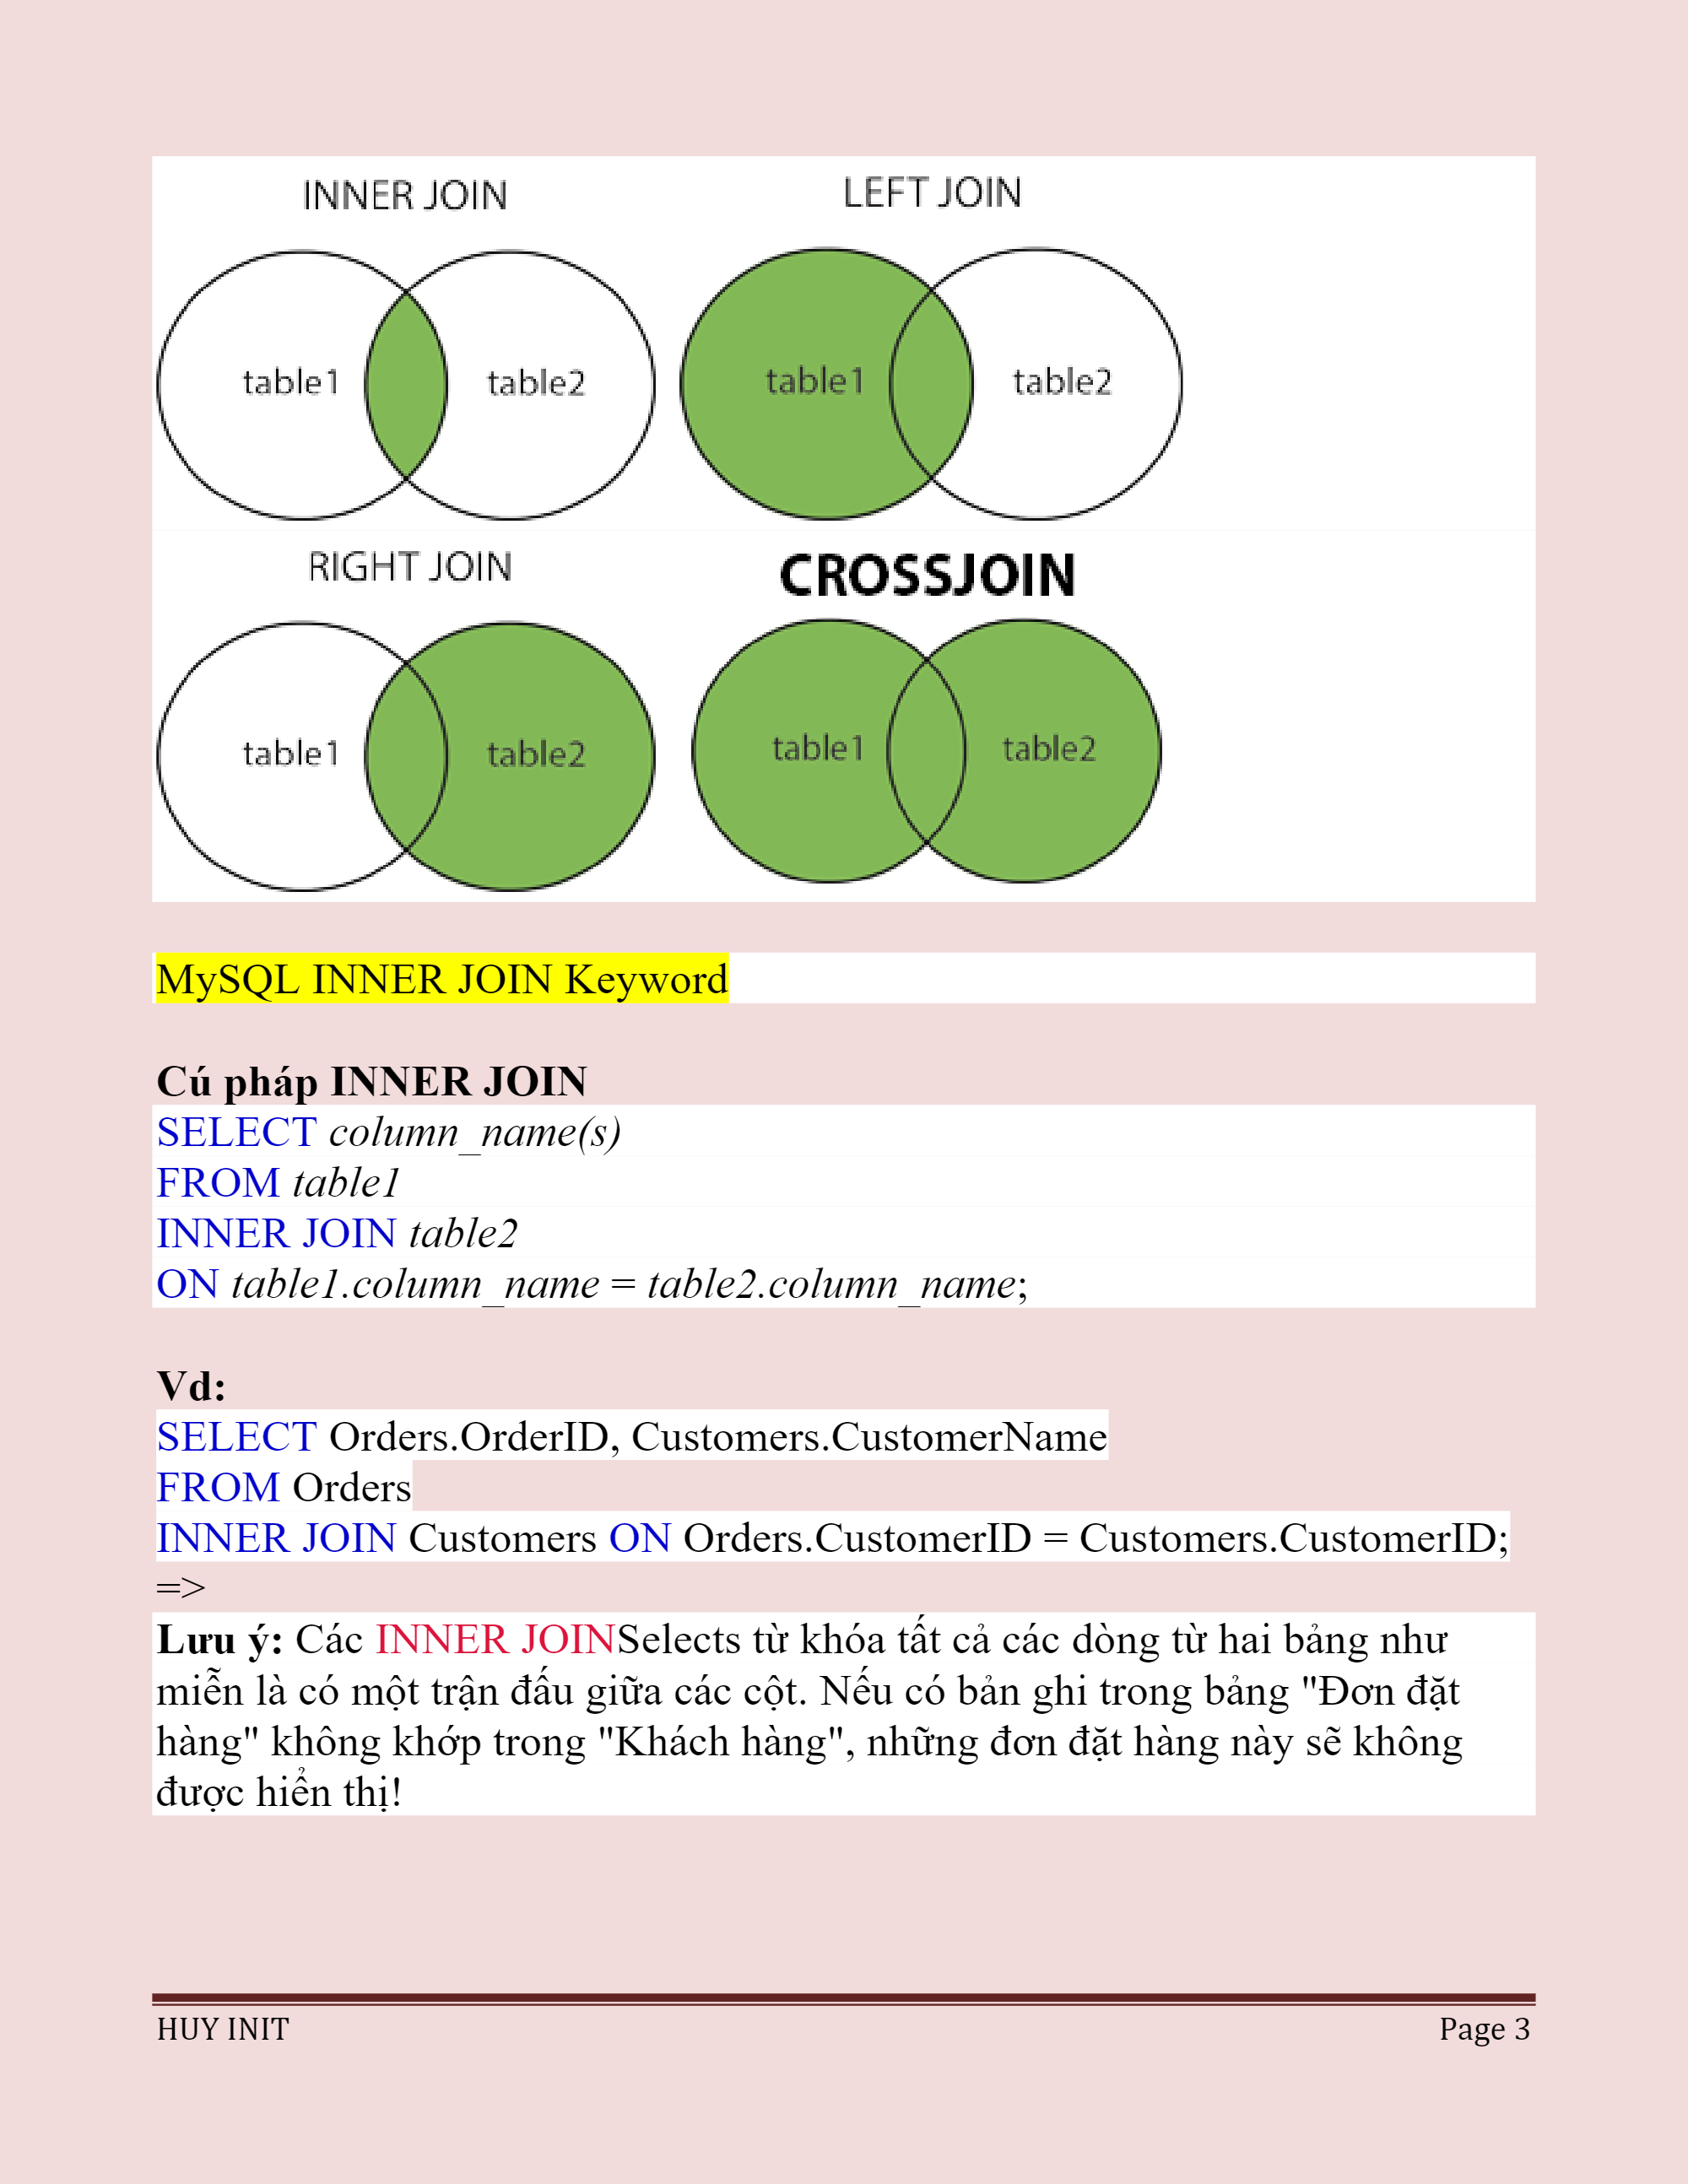 INNER JOIN
LEFT JOIN
table1
table2
table1
table2
RIGHT JOIN
CROSSJOIN
table1
table2
table1
table2
MySQL INNER JOIN Keyword
Cú pháp INNER JOIN
SELECT column_name(s)
FROM table1
INNER JOIN table2
ON table1.column_name = table2.column_name;
Vd:
SELECT Orders.OrderID, Customers.CustomerName
FROM Orders
INNER JOIN Customers ON Orders.CustomerID = Customers.CustomerID;
=>
Lưu ý: Các INNER JOINSelects từ khóa tất cả các dòng từ hai bảng như
miễn là có một trận đấu giữa các cột. Nếu có bản ghi trong bảng "Đơn đặt
hàng" không khớp trong "Khách hàng", những đơn đặt hàng này sẽ không
được hiển thị!
HUY INIT
Page 3